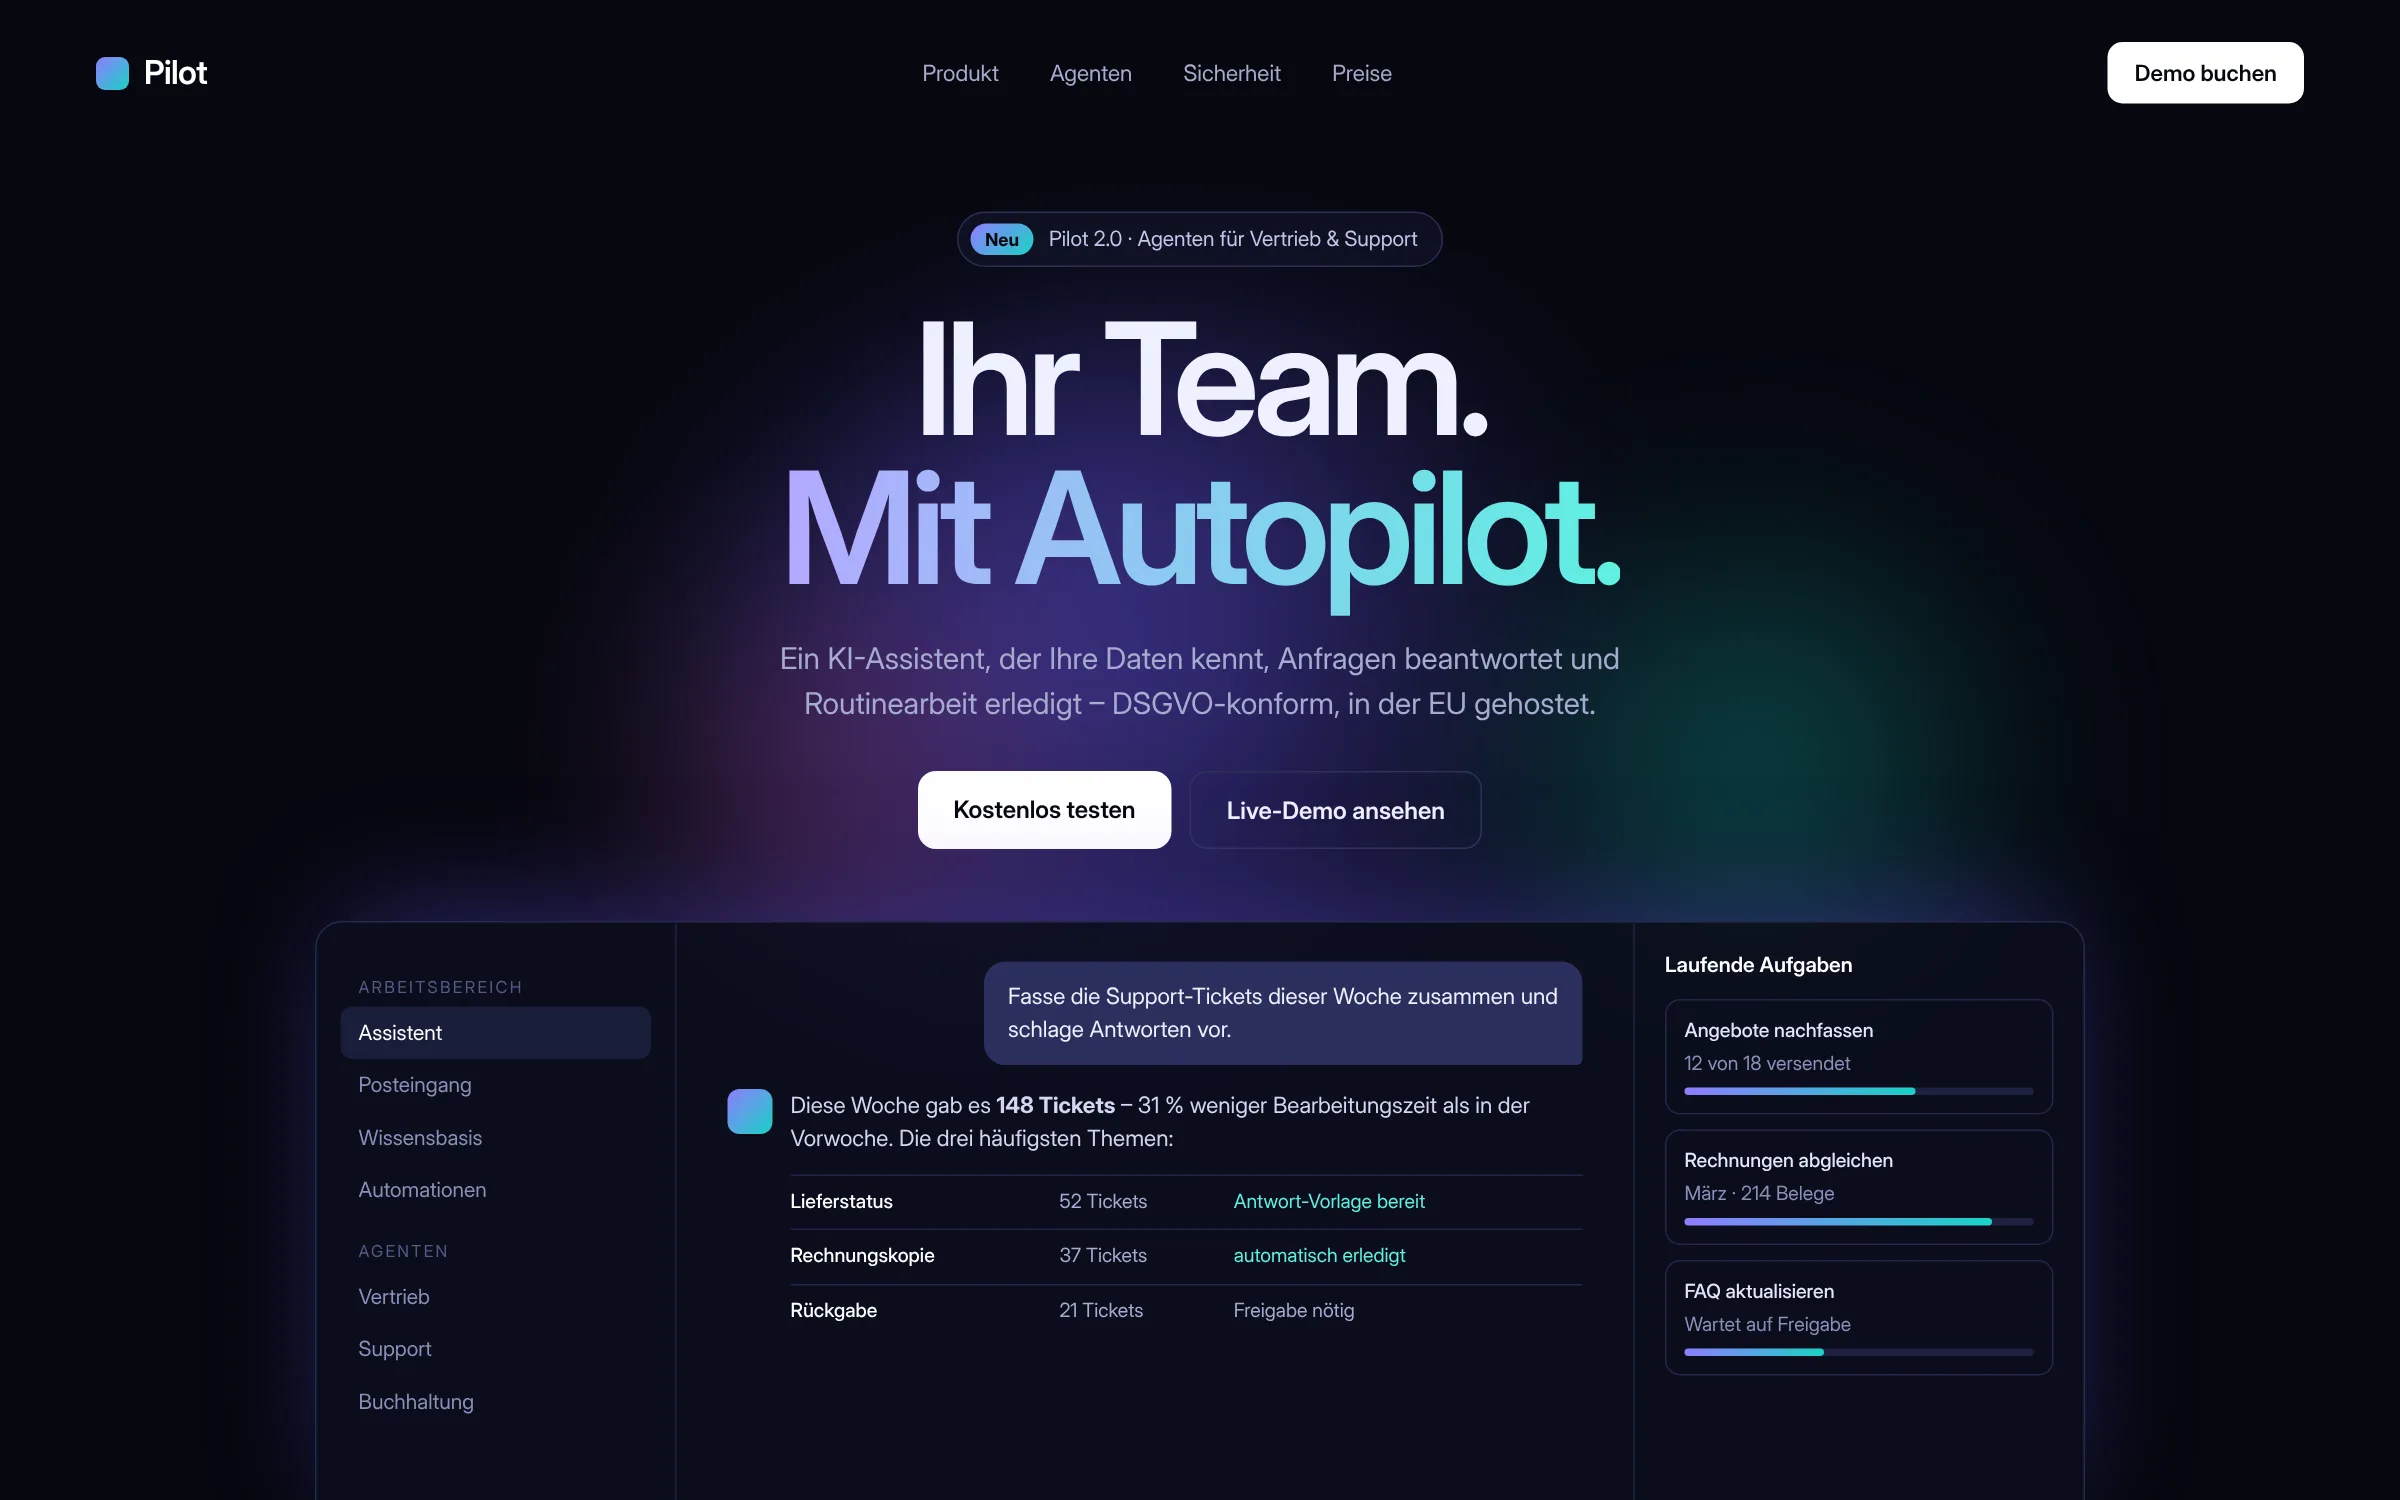 Pilot
Produkt
Agenten
Sicherheit
Preise
Demo buchen
Neu
Pilot 2.0 · Agenten für Vertrieb & Support
Ihr Team.
Mit Autopilot.
Ein KI-Assistent, der Ihre Daten kennt, Anfragen beantwortet und
Routinearbeit erledigt – DSGVO-konform, in der EU gehostet.
Kostenlos testen
Live-Demo ansehen
ARBEITSBEREICH
Assistent
Posteingang
Wissensbasis
Automationen
AGENTEN
Vertrieb
Support
Buchhaltung
Fasse die Support-Tickets dieser Woche zusammen und
schlage Antworten vor.
Diese Woche gab es 148 Tickets – 31 % weniger Bearbeitungszeit als in der
Vorwoche. Die drei häufigsten Themen:
Lieferstatus 52 Tickets Antwort-Vorlage bereit
Rechnungskopie 37 Tickets automatisch erledigt
Rückgabe 21 Tickets Freigabe nötig
Laufende Aufgaben
Angebote nachfassen
12 von 18 versendet
Rechnungen abgleichen
März · 214 Belege
FAQ aktualisieren
Wartet auf Freigabe